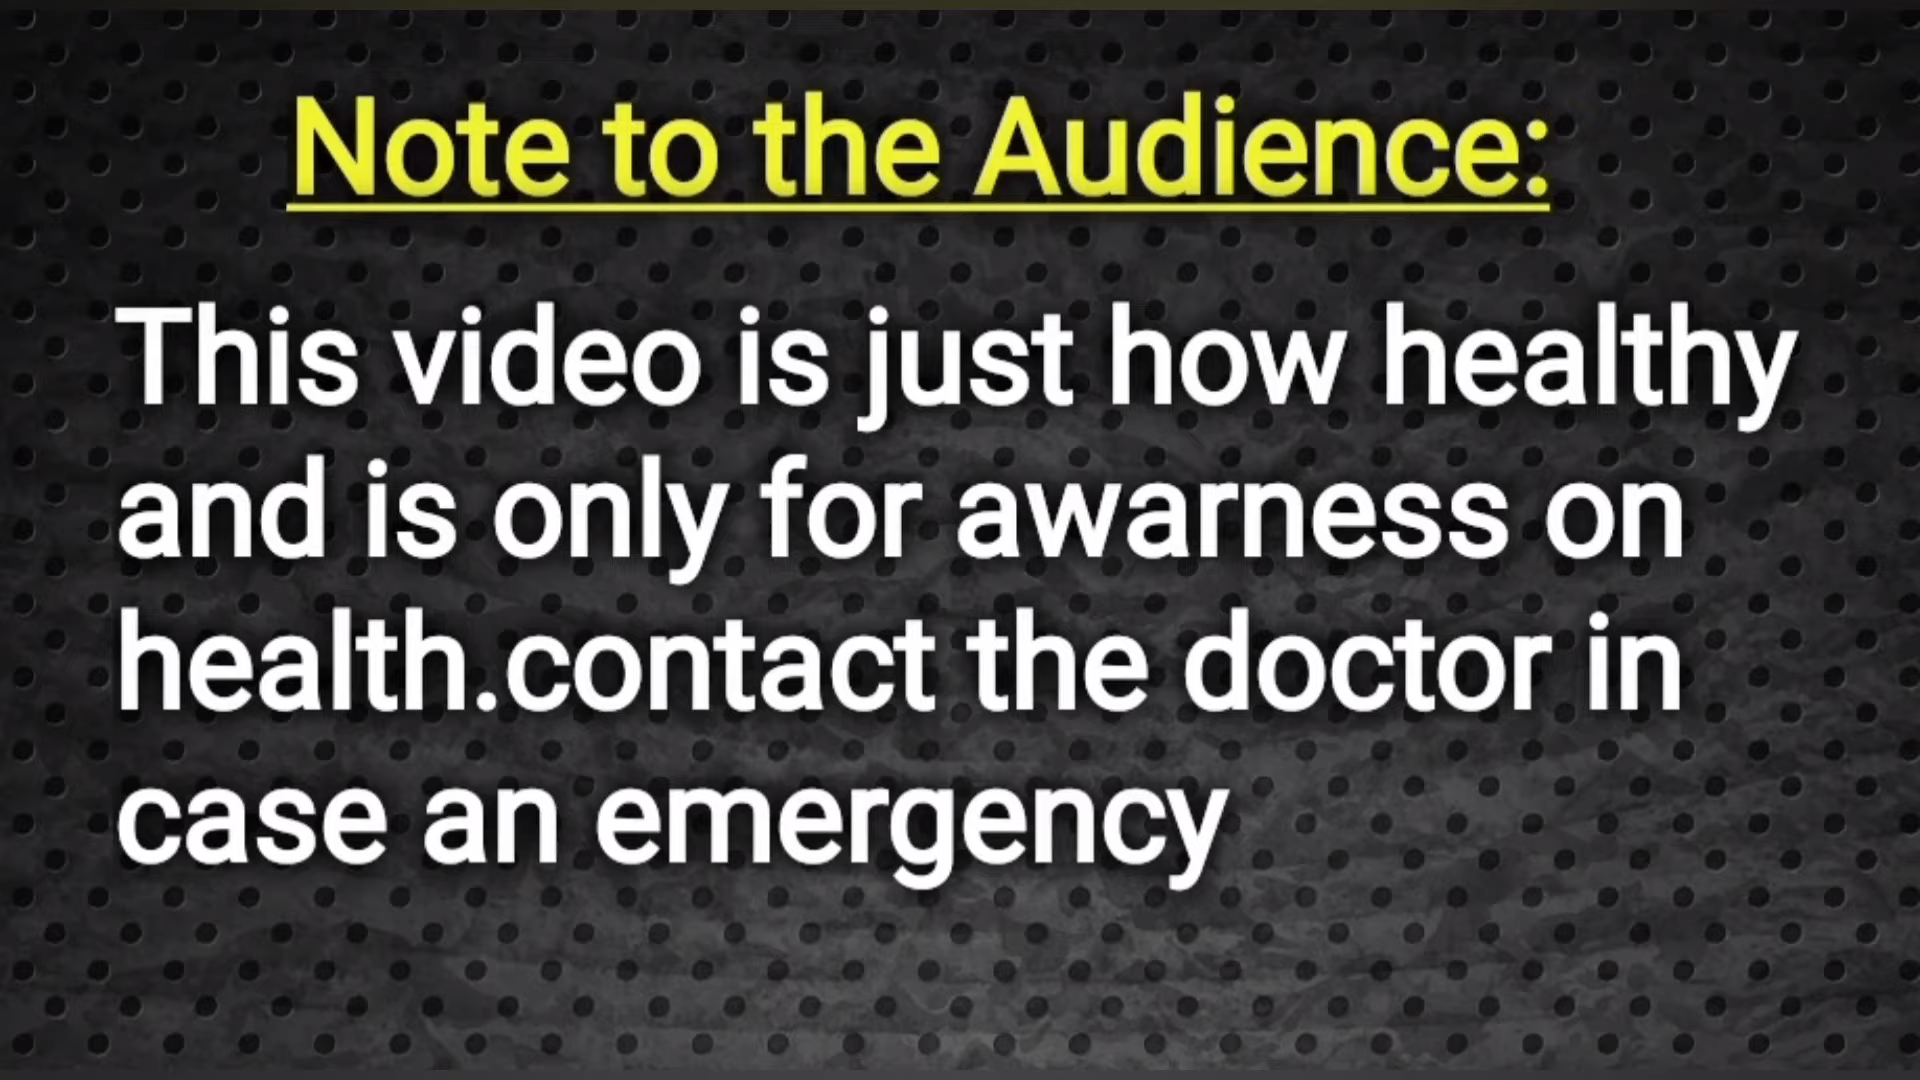 Note to the Audience:
This video is just how healthy
and is only for awarness on
health.contact the doctor in
case an emergency